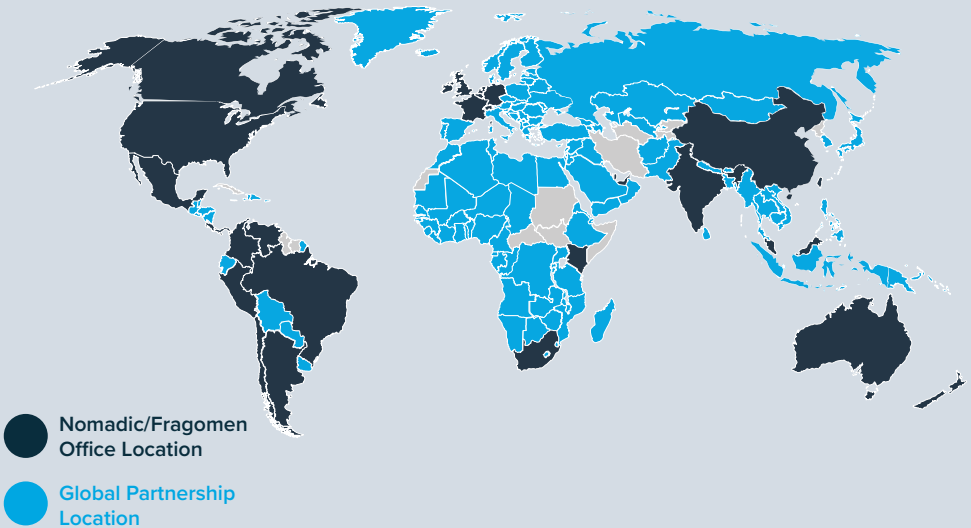 Nomadic/Fragomen
Office Location
Global Partnership
Location